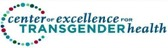 center of excellence FOR
TRANSGENDER health